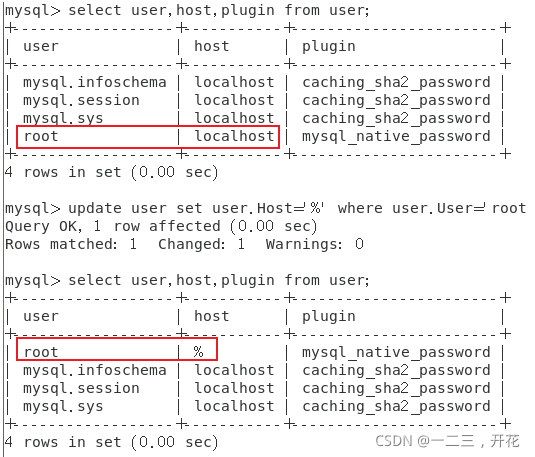 mysql> select user,host,plugin from user;
+------------------+-----------+-----------------------+
| user             | host      | plugin                |
+------------------+-----------+-----------------------+
| mysql.infoschema | localhost | caching_sha2_password |
| mysql.session    | localhost | caching_sha2_password |
| mysql.sys        | localhost | caching_sha2_password |
| root             | localhost | mysql_native_password |
+------------------+-----------+-----------------------+
4 rows in set (0.00 sec)
mysql> update user set user.Host='%' where user.User='root
Query OK, 1 row affected (0.00 sec)
Rows matched: 1  Changed: 1  Warnings: 0
mysql> select user,host,plugin from user;
+------------------+-----------+-----------------------+
| user             | host      | plugin                |
+------------------+-----------+-----------------------+
| root             | %         | mysql_native_password |
| mysql.infoschema | localhost | caching_sha2_password |
| mysql.session    | localhost | caching_sha2_password |
| mysql.sys        | localhost | caching_sha2_password |
+------------------+-----------+-----------------------+
4 rows in set (0.00 sec)
CSDN @一二三，开花